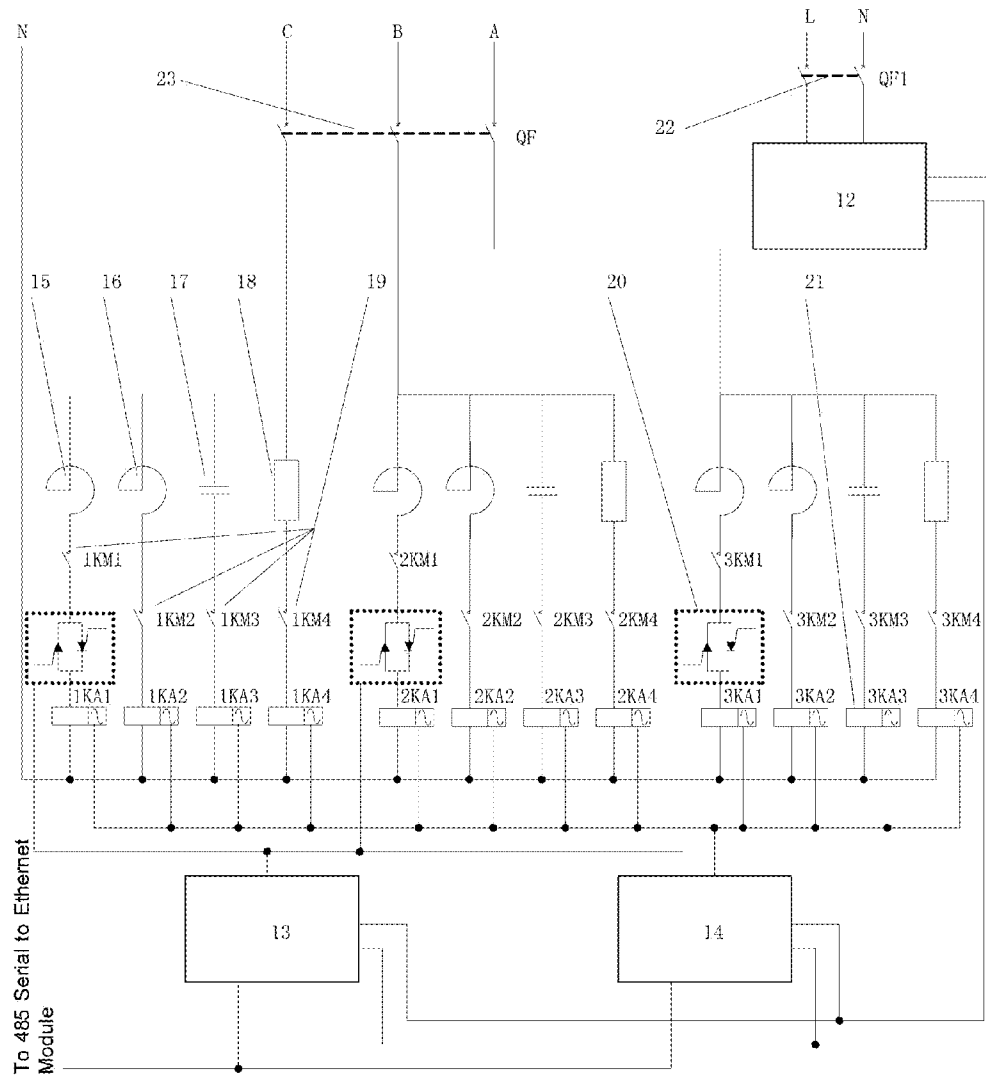 N C B A L N
23 QF1
22
QF
12
15 16 17 18 19 20 21
1KM1 2KM1 3KM1
1KM2 1KM3 1KM4 2KM2 2KM3 2KM4 3KM2 3KM3 3KM4
1KA1 1KA2 1KA3 1KA4 2KA1 2KA2 2KA3 2KA4 3KA1 3KA2 3KA3 3KA4
13 14
To 485 Serial to Ethernet
Module